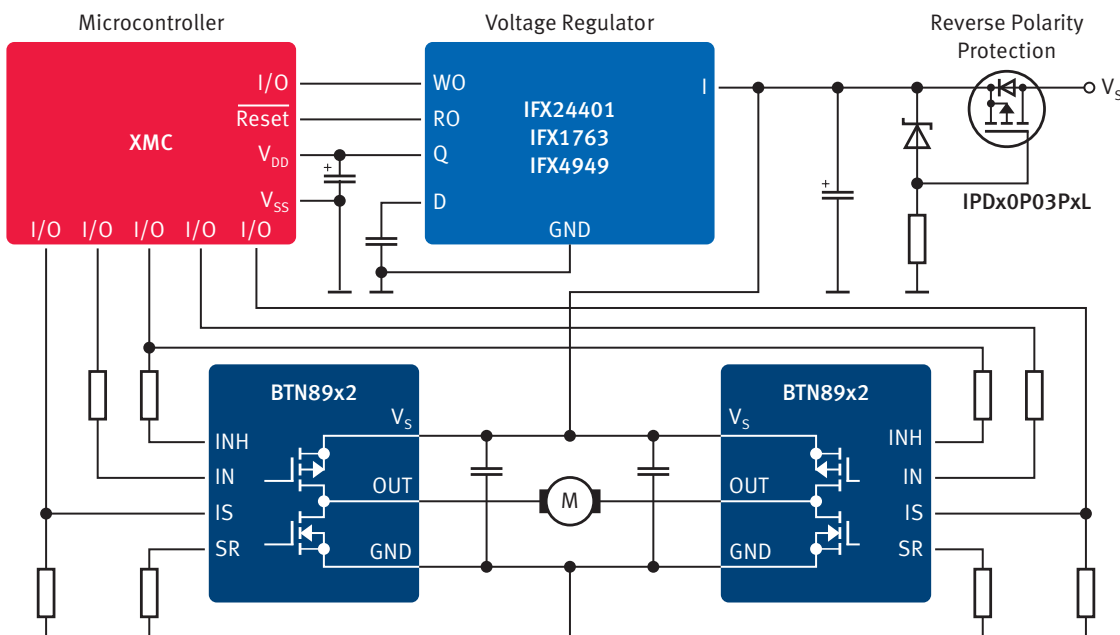 Microcontroller
Voltage Regulator
Reverse Polarity
Protection
XMC
I/O
Reset
VDD
VSS
I/O I/O I/O I/O I/O
WO
RO
Q
D
I
IFX24401
IFX1763
IFX4949
GND
VS
IPDx0P03PxL
BTN89x2
VS
INH
IN
OUT
IS
SR
GND
M
BTN89x2
VS
INH
IN
OUT
IS
SR
GND